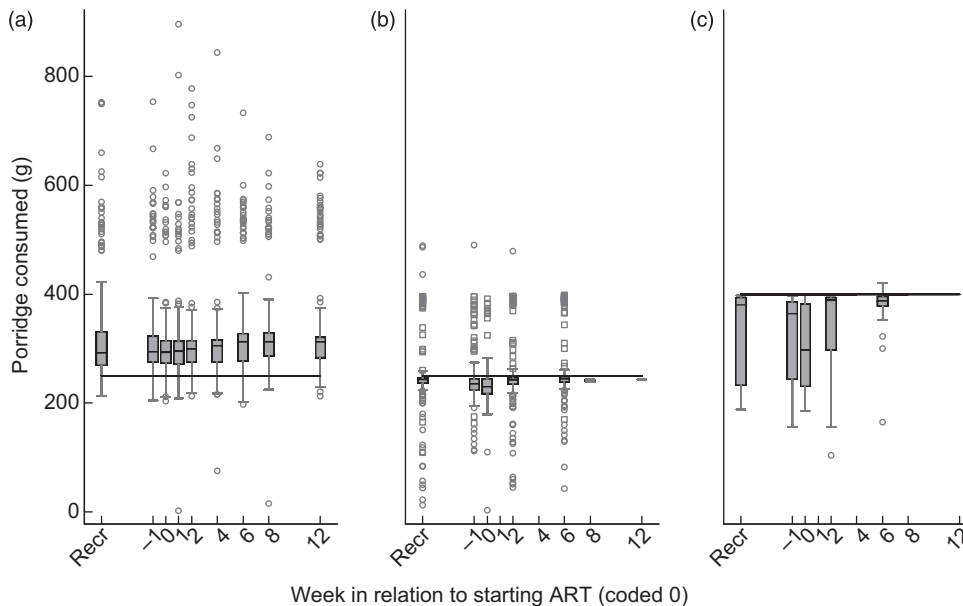 (a) (b) (c)
800
600
400
200
0
Porridge consumed (g)
Recr −1 0 1 2 4 6 8 12 Recr −1 0 1 2 4 6 8 12 Recr −1 0 1 2 4 6 8 12
Week in relation to starting ART (coded 0)